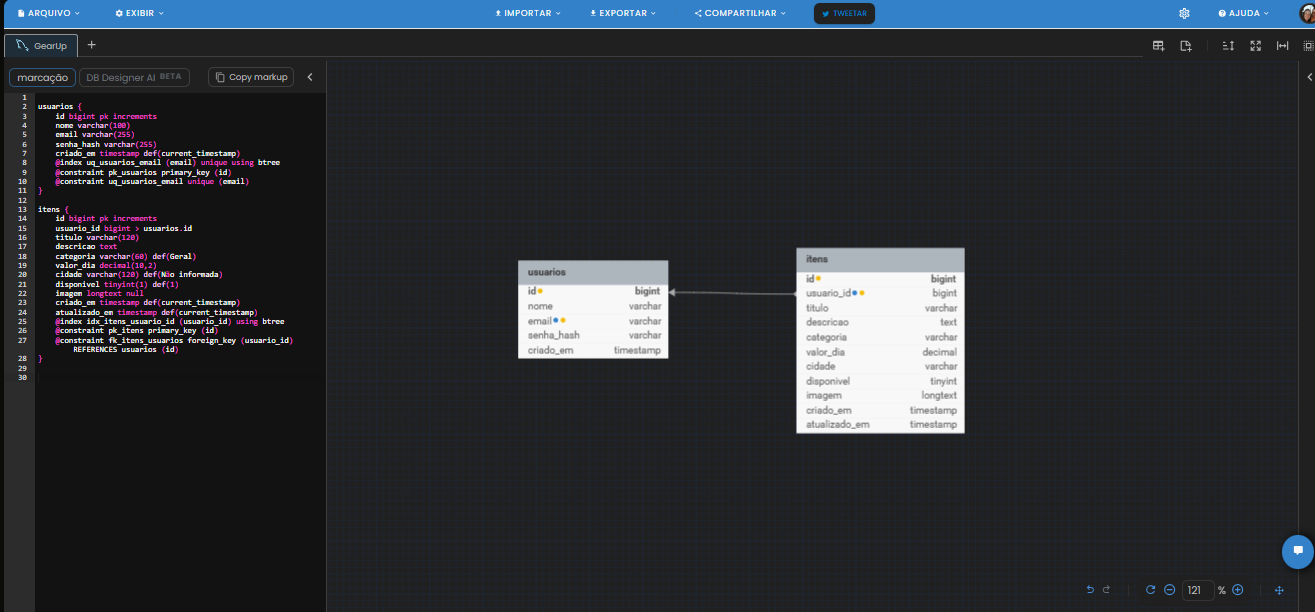 ARQUIVO
EXIBIR
IMPORTAR
EXPORTAR
COMPARTILHAR
TWEETAR
AJUDA
GearUp
+
marcação
DB Designer AI BETA
Copy markup
1
2 usuarios {
3 id bigint pk increments
4 nome varchar(100)
5 email varchar(255)
6 senha_hash varchar(255)
7 criado_em timestamp def(current_timestamp)
8 @index uq_usuarios_email (email) unique using btree
9 @constraint pk_usuarios primary_key (id)
10 @constraint uq_usuarios_email unique (email)
11 }
12
13 itens {
14 id bigint pk increments
15 usuario_id bigint > usuarios.id
16 titulo varchar(120)
17 descricao text
18 categoria varchar(60) def(Geral)
19 valor_dia decimal(10,2)
20 cidade varchar(120) def(Não informada)
21 disponivel tinyint(1) def(1)
22 imagem longtext null
23 criado_em timestamp def(current_timestamp)
24 atualizado_em timestamp def(current_timestamp)
25 @index idx_itens_usuario_id (usuario_id) using btree
26 @constraint pk_itens primary_key (id)
27 @constraint fk_itens_usuarios foreign_key (usuario_id)
REFERENCES usuarios (id)
28 }
29
30
usuarios
id bigint
nome varchar
email varchar
senha_hash varchar
criado_em timestamp
itens
id bigint
usuario_id bigint
titulo varchar
descricao text
categoria varchar
valor_dia decimal
cidade varchar
disponivel tinyint
imagem longtext
criado_em timestamp
atualizado_em timestamp
121 %